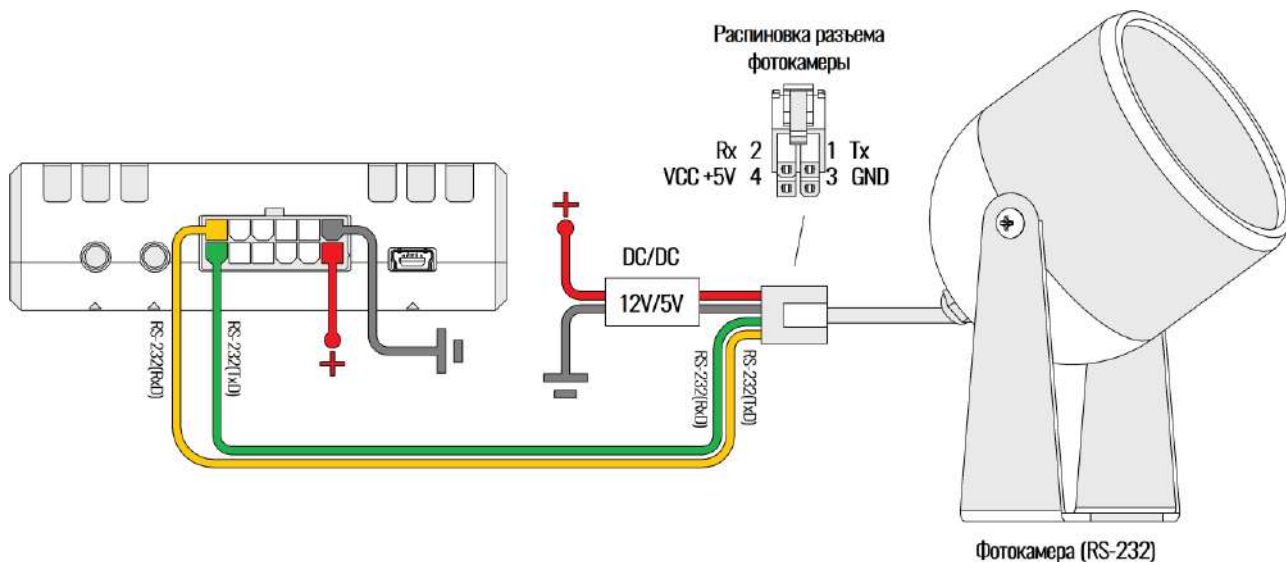 Распиновка разъема
фотокамеры
Rx 2 1 Tx
VCC +5V 4 3 GND
DC/DC
12V/5V
RS-232(RxD)
RS-232(TxD)
RS-232(RxD)
RS-232(TxD)
Фотокамера (RS-232)